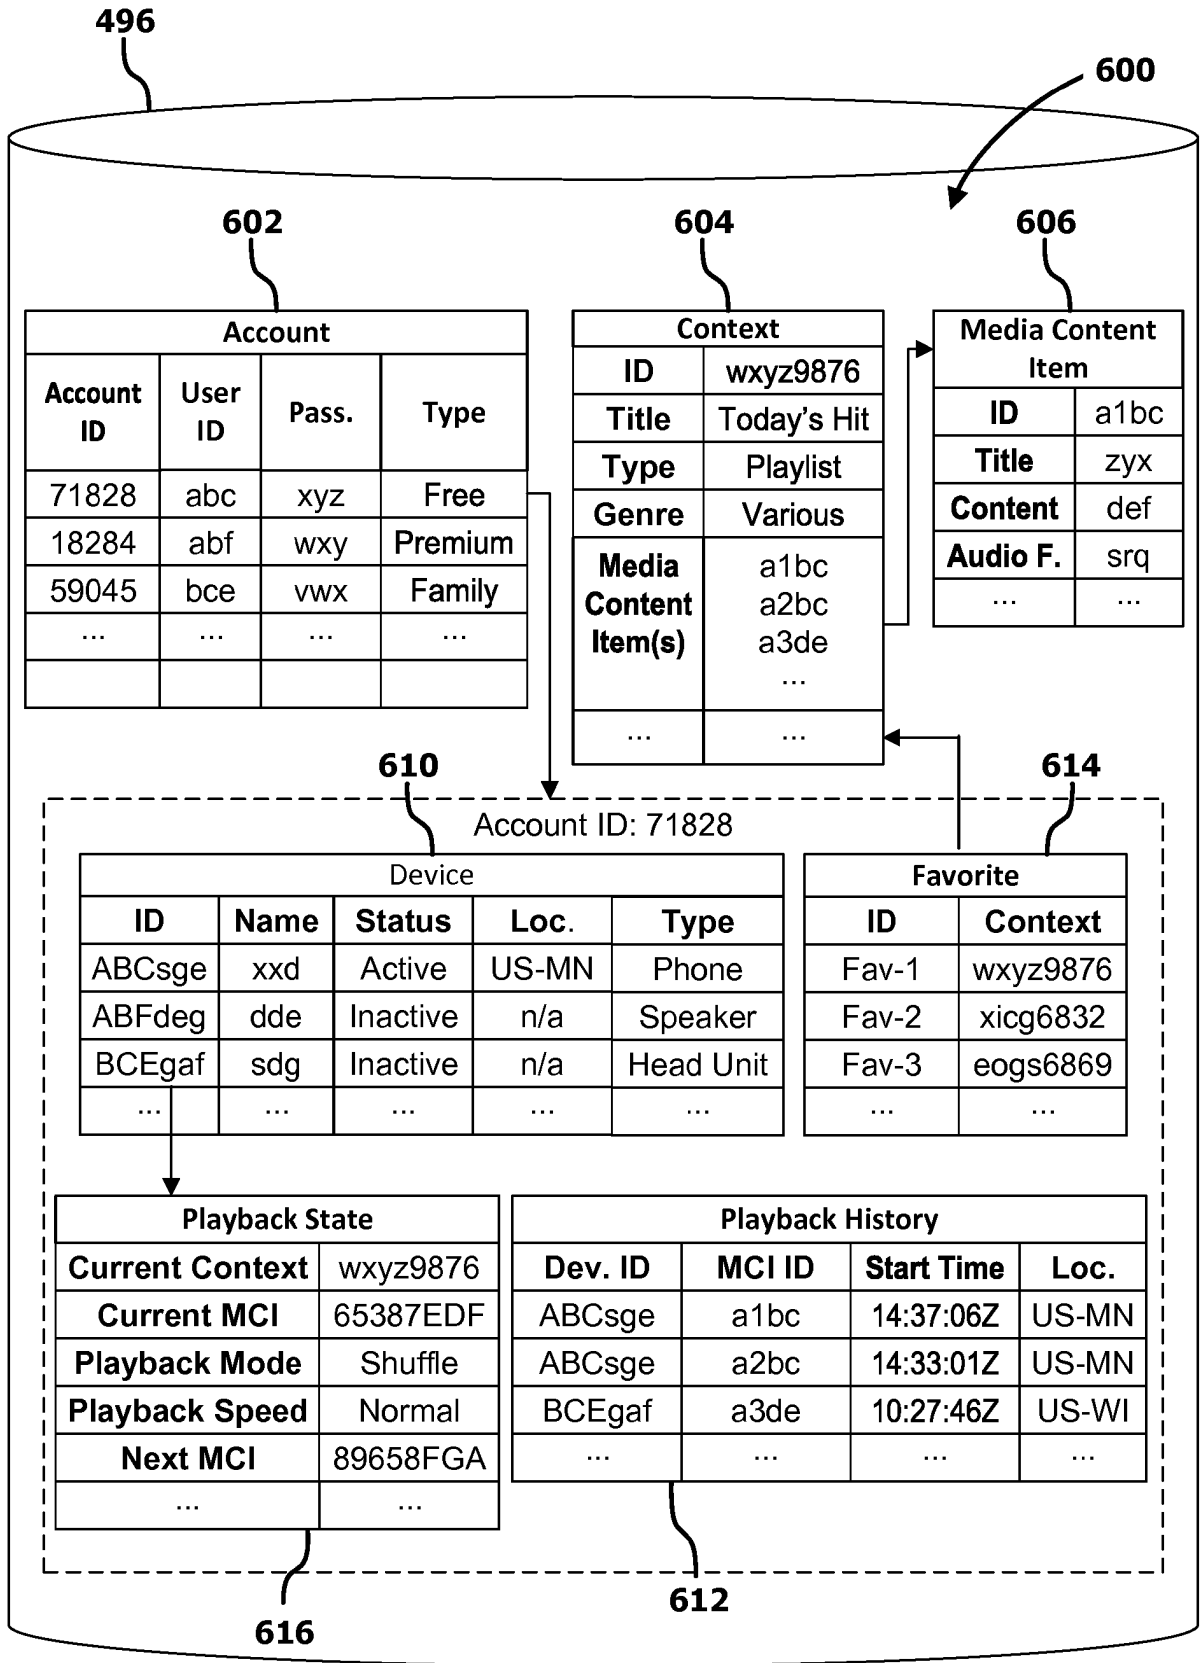 496
600
602
604
606
Account
Account ID User ID Pass. Type
71828 abc xyz Free
18284 abf wxy Premium
59045 bce vwx Family
... ... ... ...
Context
ID wxyz9876
Title Today's Hit
Type Playlist
Genre Various
Media a1bc
Content a2bc
Item(s) a3de
...
... ...
Media Content
Item
ID a1bc
Title zyx
Content def
Audio F. srq
... ...
610
614
Account ID: 71828
Device
ID Name Status Loc. Type
ABCsge xxd Active US-MN Phone
ABFdeg dde Inactive n/a Speaker
BCEgaf sdg Inactive n/a Head Unit
... ... ... ... ...
Favorite
ID Context
Fav-1 wxyz9876
Fav-2 xicg6832
Fav-3 eogs6869
... ...
Playback State
Current Context wxyz9876
Current MCI 65387EDF
Playback Mode Shuffle
Playback Speed Normal
Next MCI 89658FGA
... ...
Playback History
Dev. ID MCI ID Start Time Loc.
ABCsge a1bc 14:37:06Z US-MN
ABCsge a2bc 14:33:01Z US-MN
BCEgaf a3de 10:27:46Z US-WI
... ... ... ...
612
616